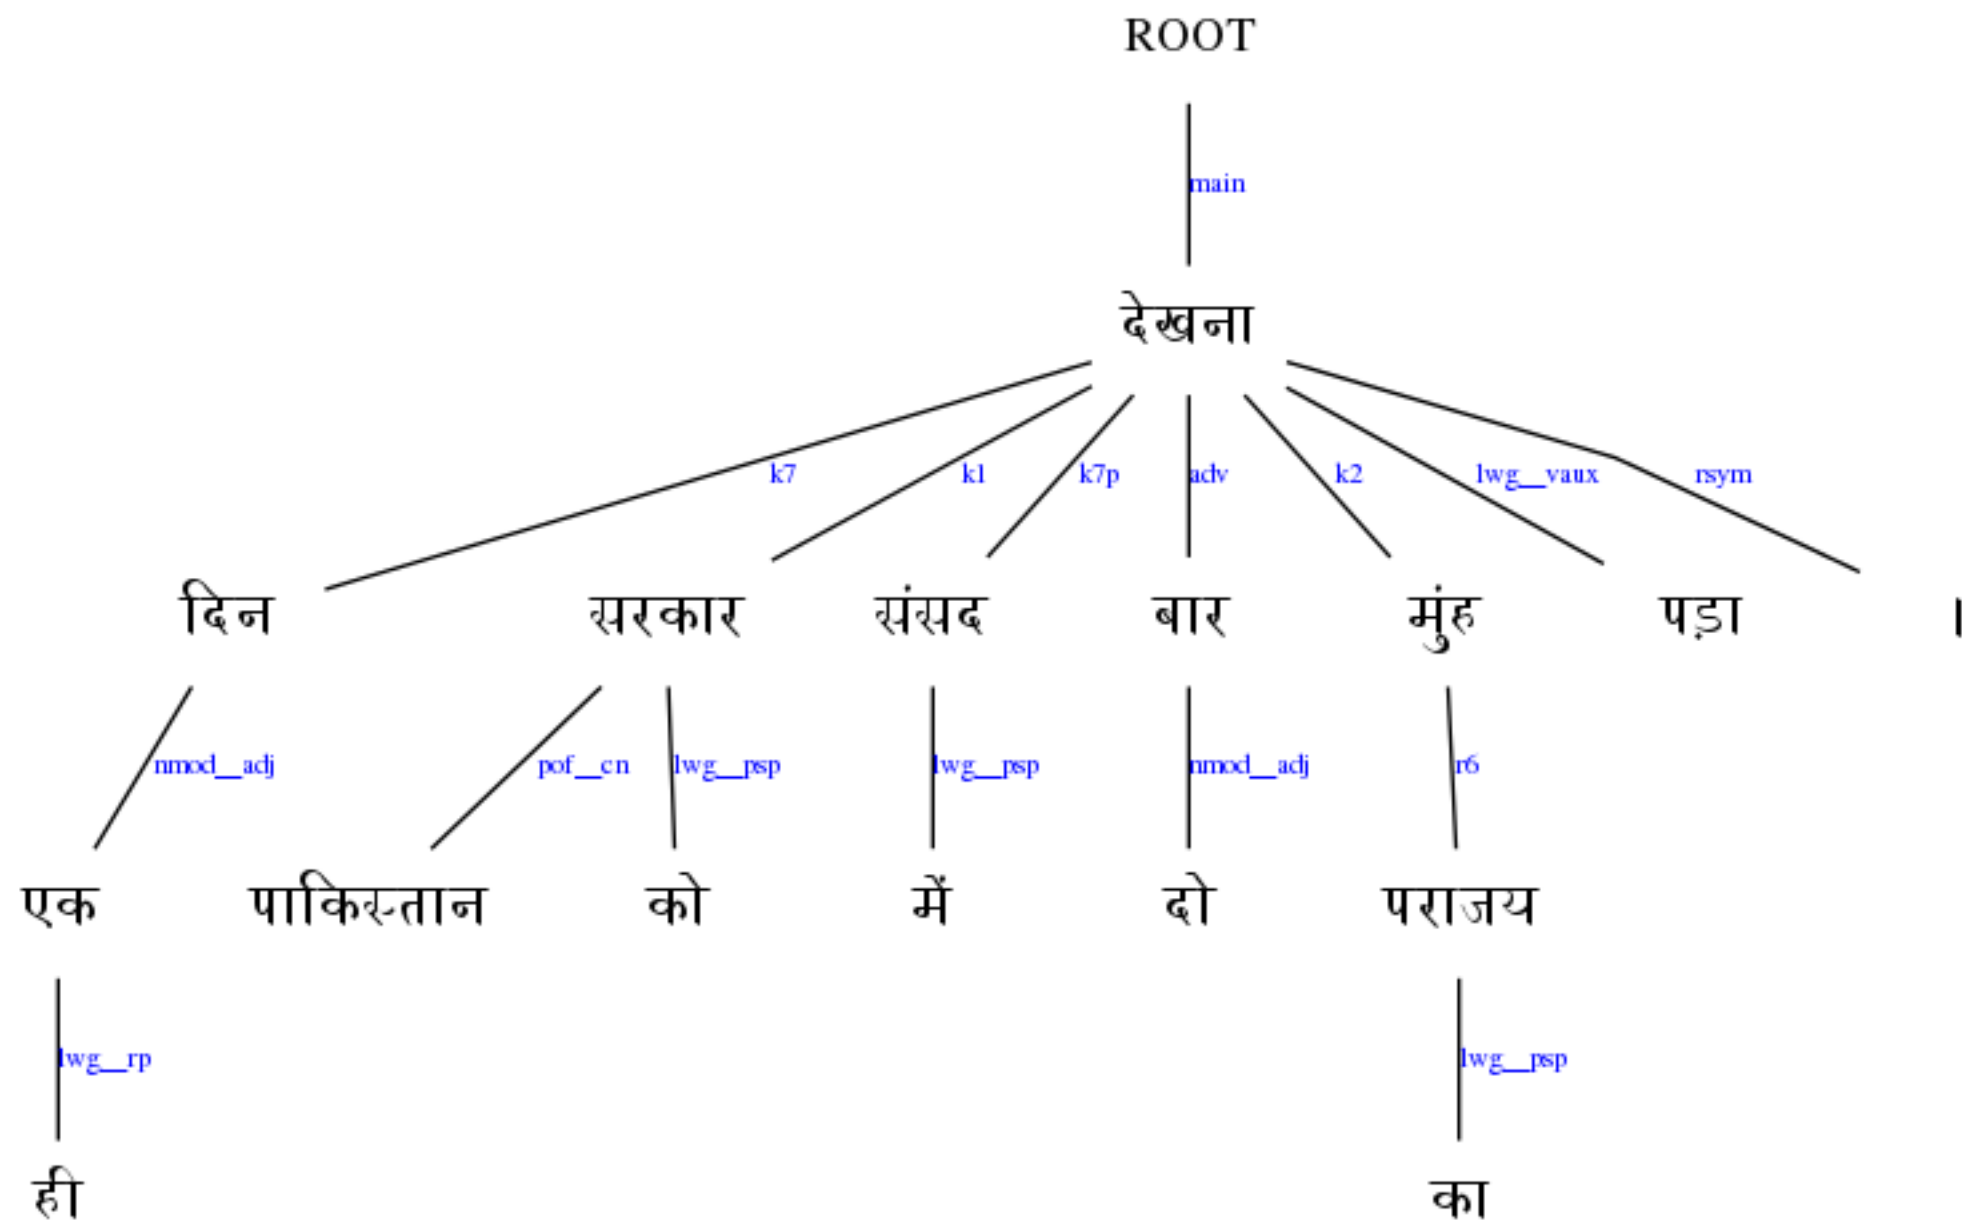 ROOT
main
देखना
k7 k1 k7p adv k2 lwg__vaux rsym
दिन सरकार संसद बार मुंह पड़ा ।
nmod__adj pof__cn lwg__psp lwg__psp nmod__adj r6
एक पाकिस्तान को में दो पराजय
lwg__rp lwg__psp
ही का